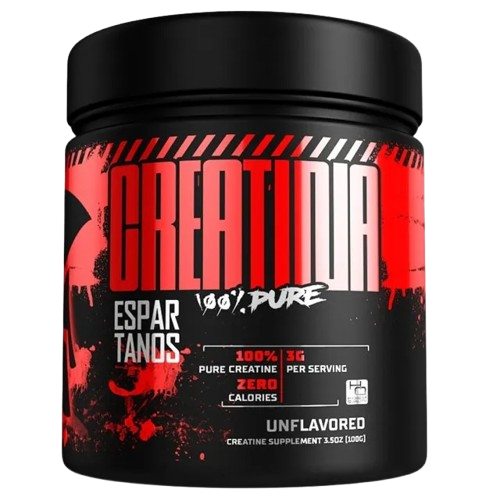 CREATINA
100% PURE
ESPAR
TANOS
100% PURE CREATINE
3G PER SERVING
ZERO CALORIES
UNFLAVORED
CREATINE SUPPLEMENT 3.5OZ (100G)